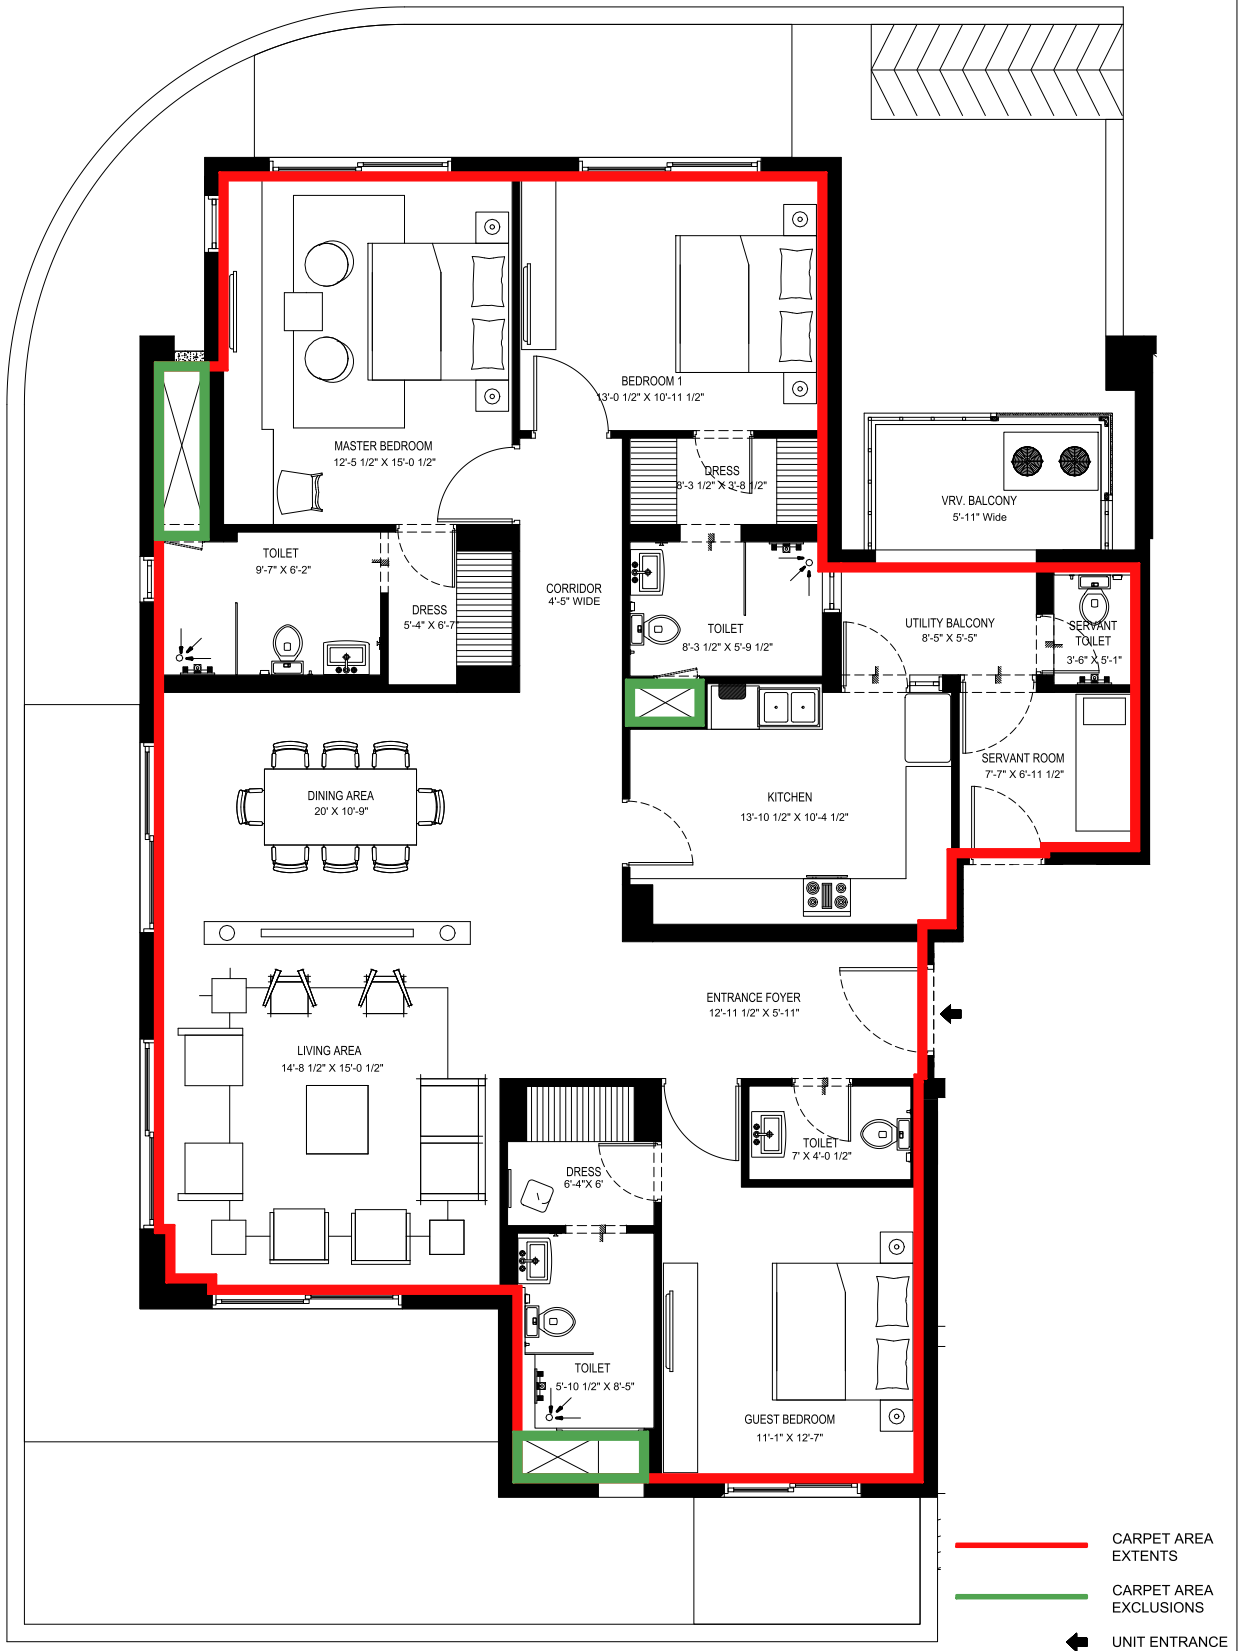 BEDROOM 1
13'-0 1/2" X 10'-11 1/2"
MASTER BEDROOM
12'-5 1/2" X 15'-0 1/2"
DRESS
8'-3 1/2" X 3'-8 1/2"
VRV. BALCONY
5'-11" Wide
TOILET
9'-7" X 6'-2"
CORRIDOR
4'-5" WIDE
DRESS
5'-4" X 6'-7"
TOILET
8'-3 1/2" X 5'-9 1/2"
UTILITY BALCONY
8'-5" X 5'-5"
SERVANT
TOILET
3'-6" X 5'-1"
SERVANT ROOM
7'-7" X 6'-11 1/2"
DINING AREA
20' X 10'-9"
KITCHEN
13'-10 1/2" X 10'-4 1/2"
ENTRANCE FOYER
12'-11 1/2" X 5'-11"
LIVING AREA
14'-8 1/2" X 15'-0 1/2"
TOILET
7' X 4'-0 1/2"
DRESS
6'-4"X 6'
TOILET
5'-10 1/2" X 8'-5"
GUEST BEDROOM
11'-1" X 12'-7"
CARPET AREA
EXTENTS
CARPET AREA
EXCLUSIONS
UNIT ENTRANCE